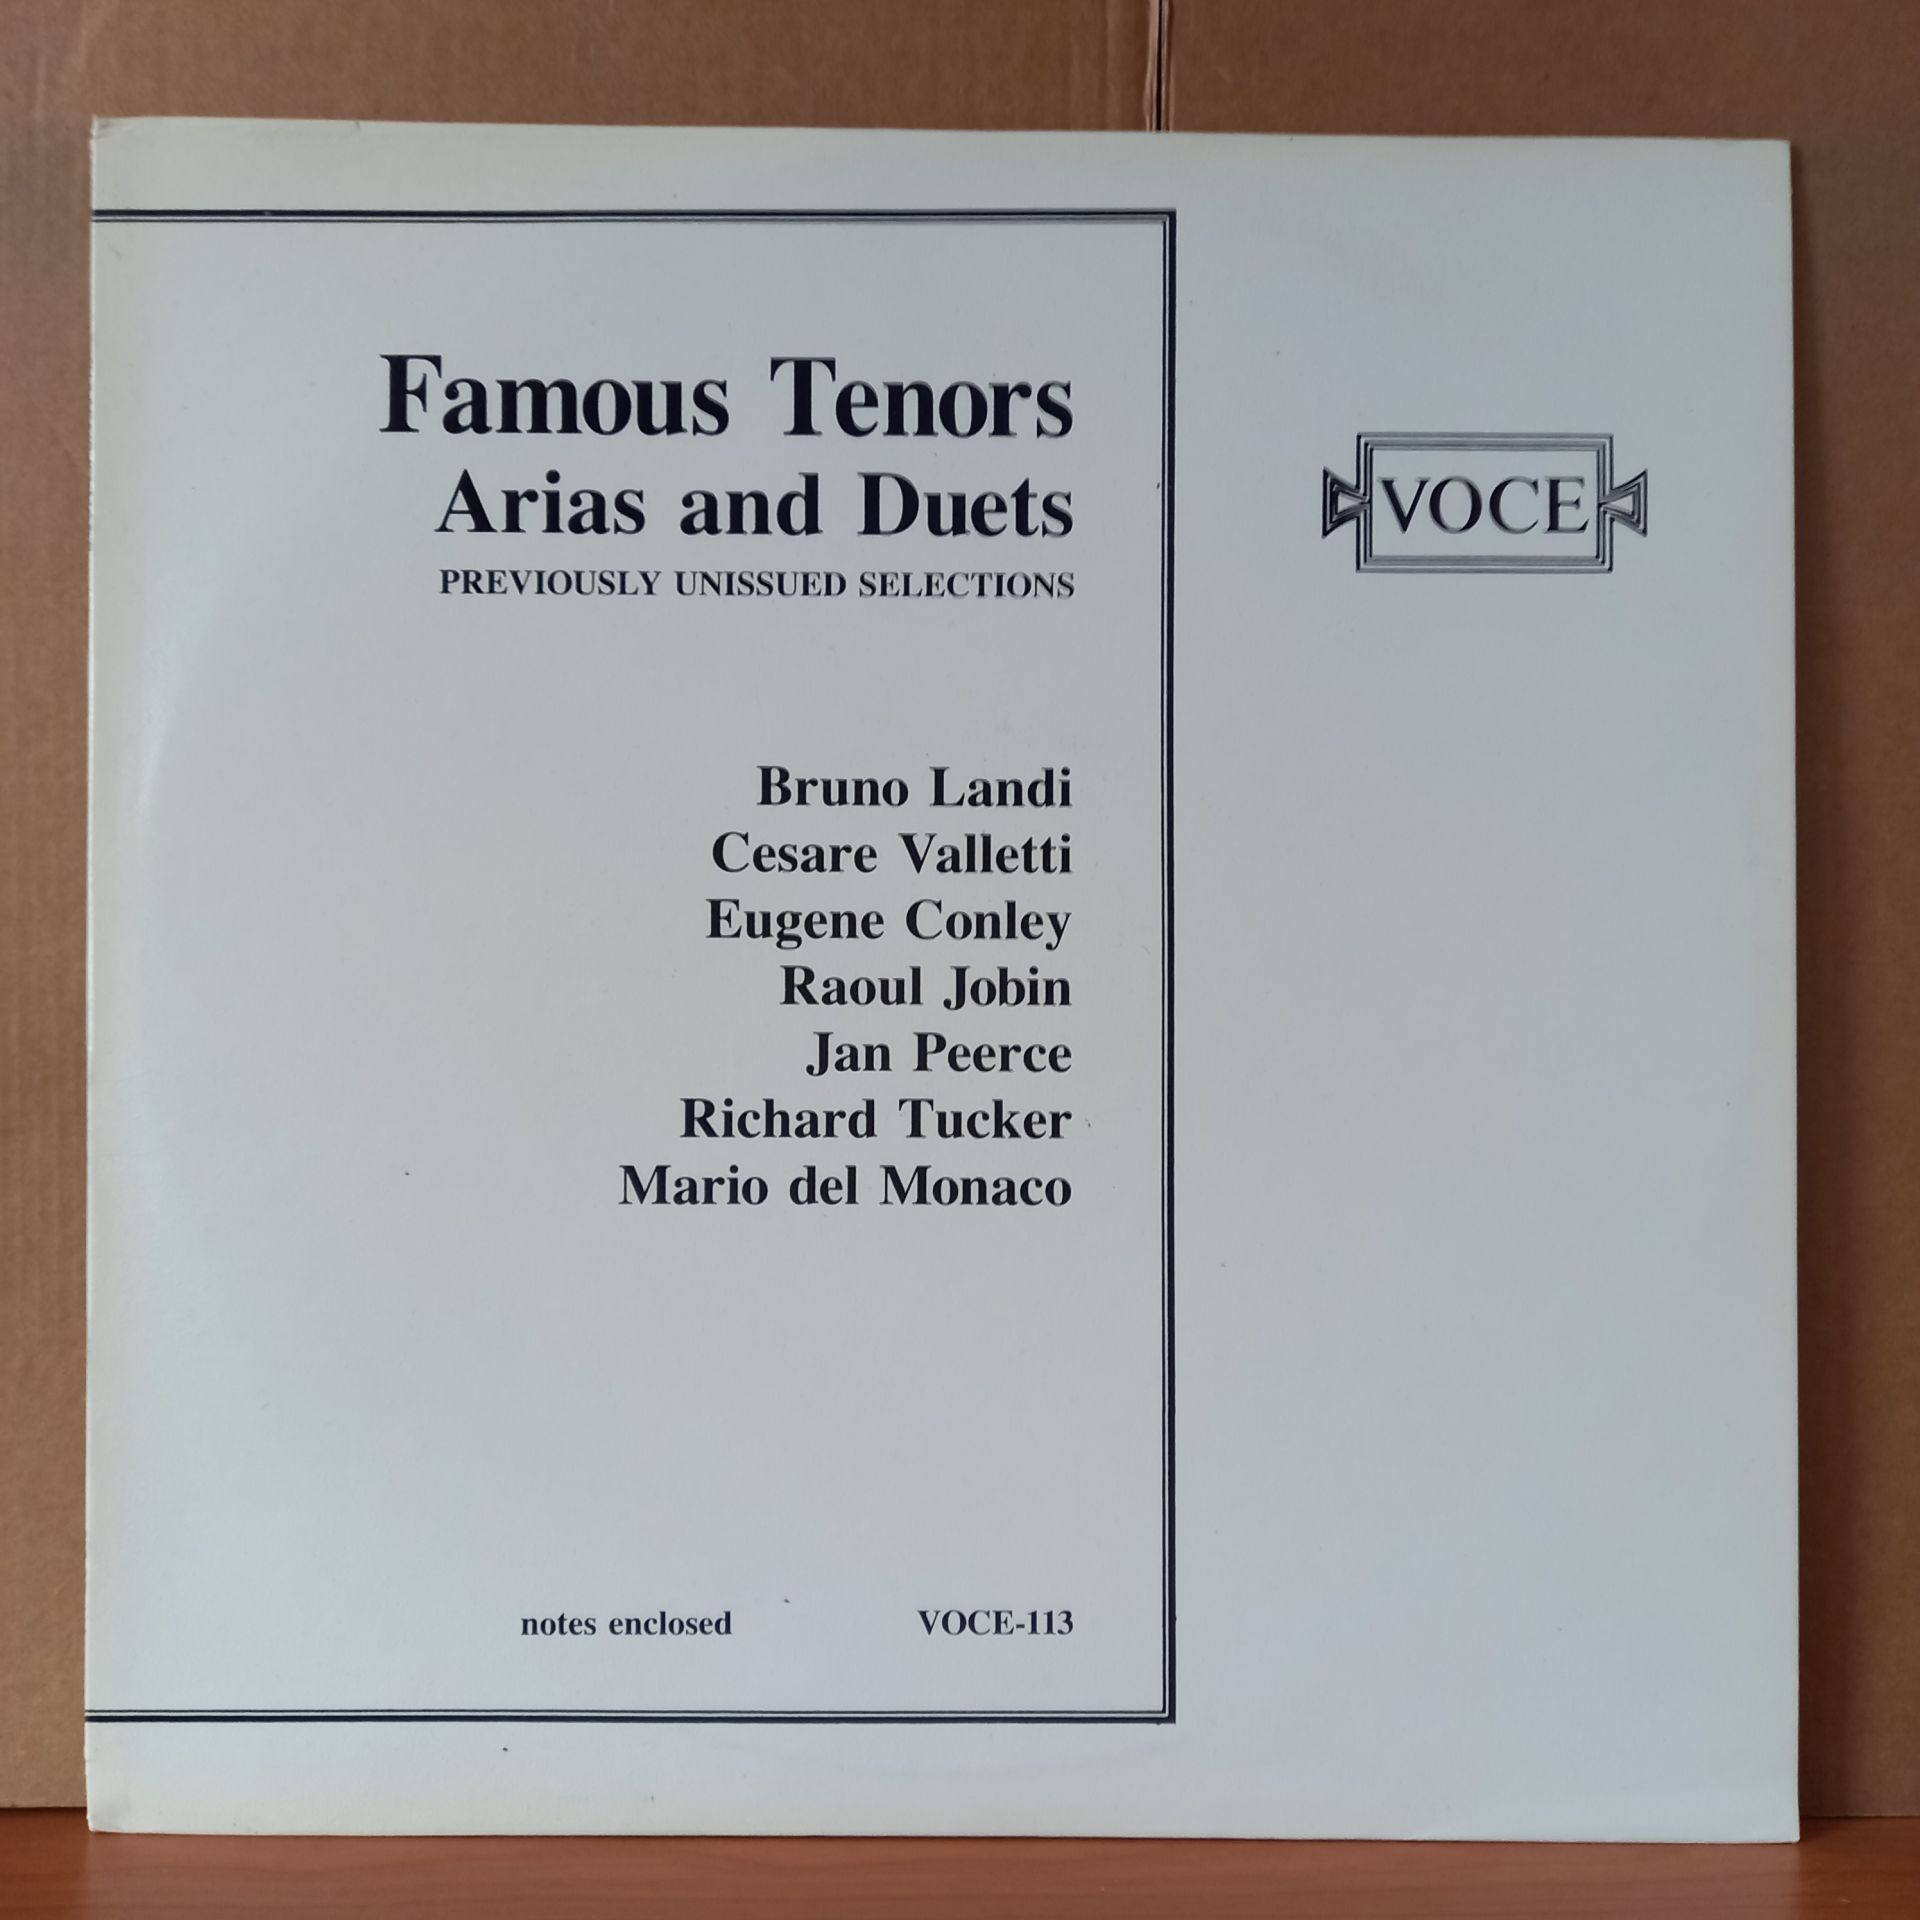 Famous Tenors
Arias and Duets
PREVIOUSLY UNISSUED SELECTIONS
VOCE
Bruno Landi
Cesare Valletti
Eugene Conley
Raoul Jobin
Jan Peerce
Richard Tucker
Mario del Monaco
notes enclosed VOCE-113